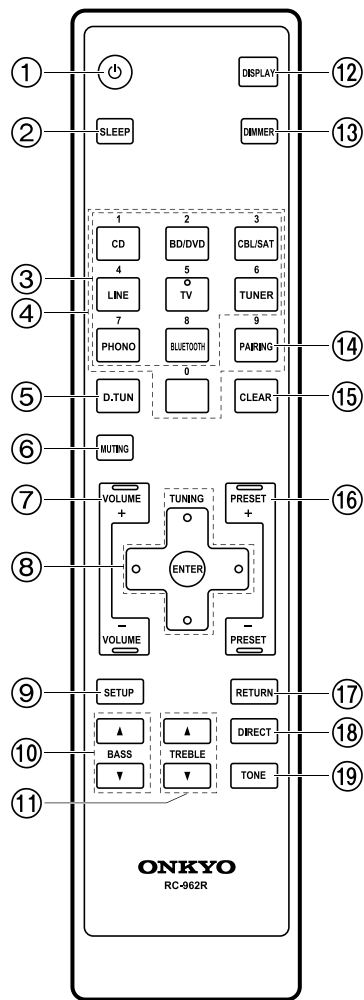 ① DISPLAY ⑫
② SLEEP DIMMER ⑬
1 2 3
CD BD/DVD CBL/SAT
③
4 5 6
④ LINE TV TUNER
7 8 9
PHONO BLUETOOTH PAIRING ⑭
0
⑤ D.TUN CLEAR ⑮
⑥ MUTING
⑦ VOLUME TUNING PRESET ⑯
+ +
⑧ ENTER
− −
VOLUME PRESET
⑨ SETUP RETURN ⑰
DIRECT ⑱
⑩ BASS TREBLE
⑪ TONE ⑲
ONKYO
RC-962R